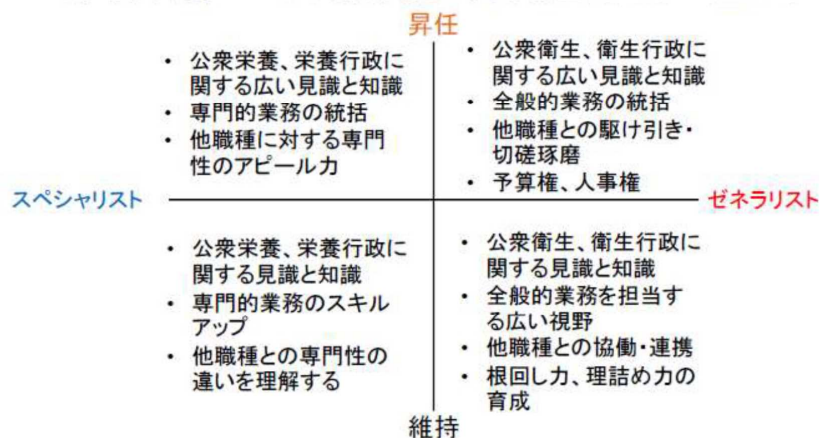 昇任
• 公衆栄養、栄養行政に
関する広い見識と知識
• 専門的業務の統括
• 他職種に対する専門
性のアピール力
• 公衆衛生、衛生行政に
関する広い見識と知識
• 全般的業務の統括
• 他職種との駆け引き・
切磋琢磨
• 予算権、人事権
スペシャリスト
ゼネラリスト
• 公衆栄養、栄養行政に
関する見識と知識
• 専門的業務のスキル
アップ
• 他職種との専門性の
違いを理解する
• 公衆衛生、衛生行政に
関する見識と知識
• 全般的業務を担当す
る広い視野
• 他職種との協働・連携
• 根回し力、理詰め力の
育成
維持